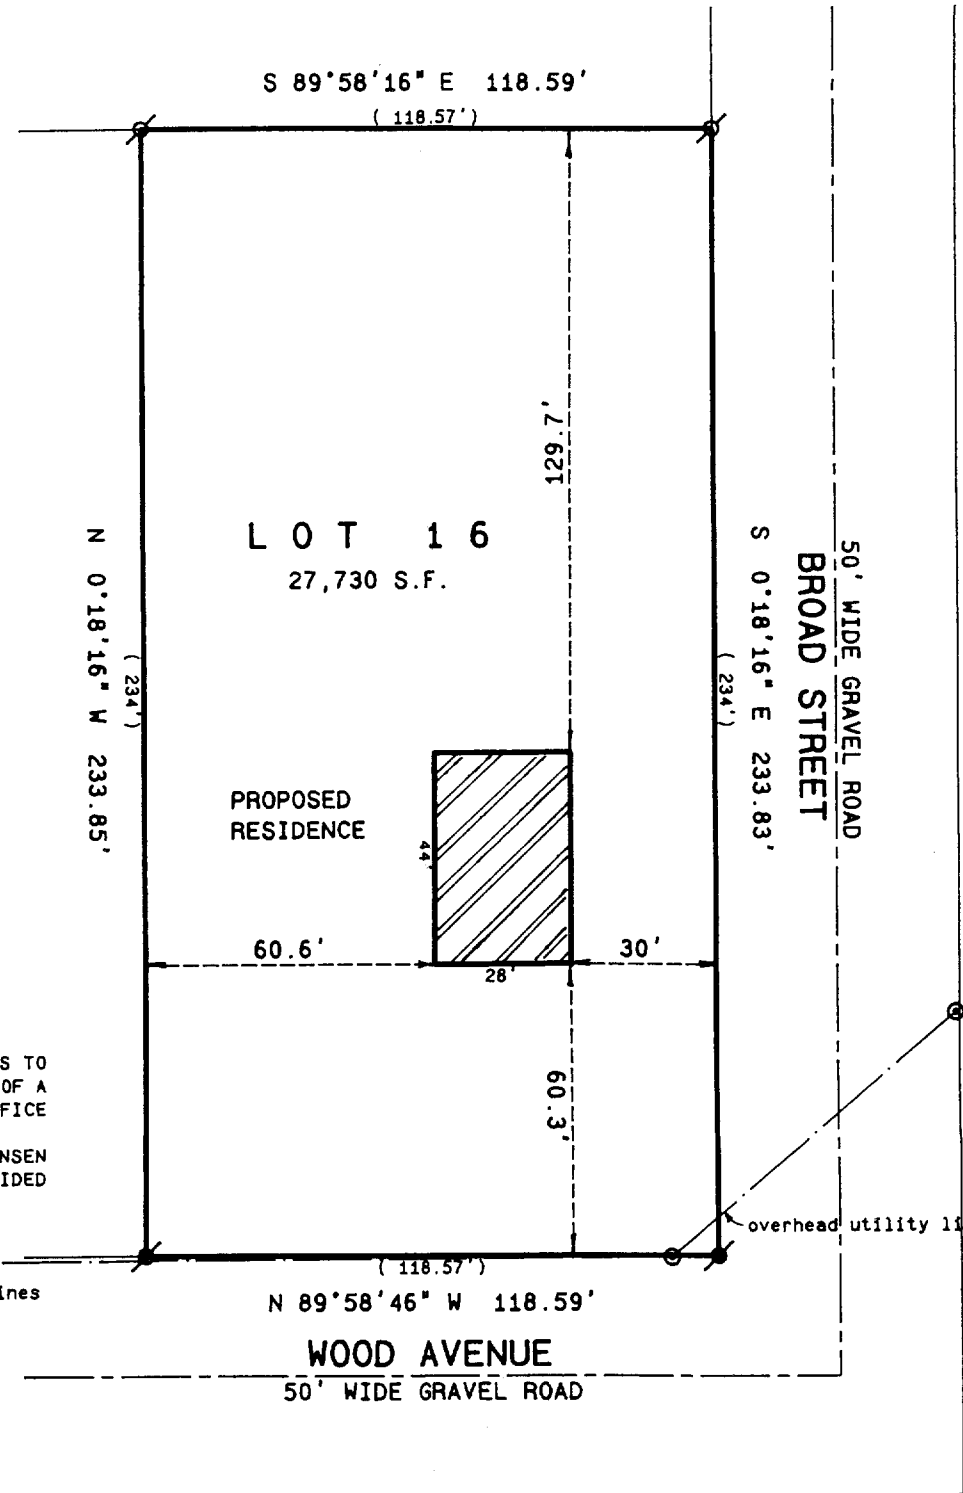 S 89°58'16" E 118.59'
( 118.57')
129.7'
LOT 16
27,730 S.F.
N 0°18'16" W 233.85'
( 234')
S 0°18'16" E 233.83'
( 234')
BROAD STREET
50' WIDE GRAVEL ROAD
PROPOSED
RESIDENCE
44'
60.6'
28'
30'
60.3'
S TO
OF A
FICE
NSEN
IDED
overhead utility li
ines
( 118.57')
N 89°58'46" W 118.59'
WOOD AVENUE
50' WIDE GRAVEL ROAD